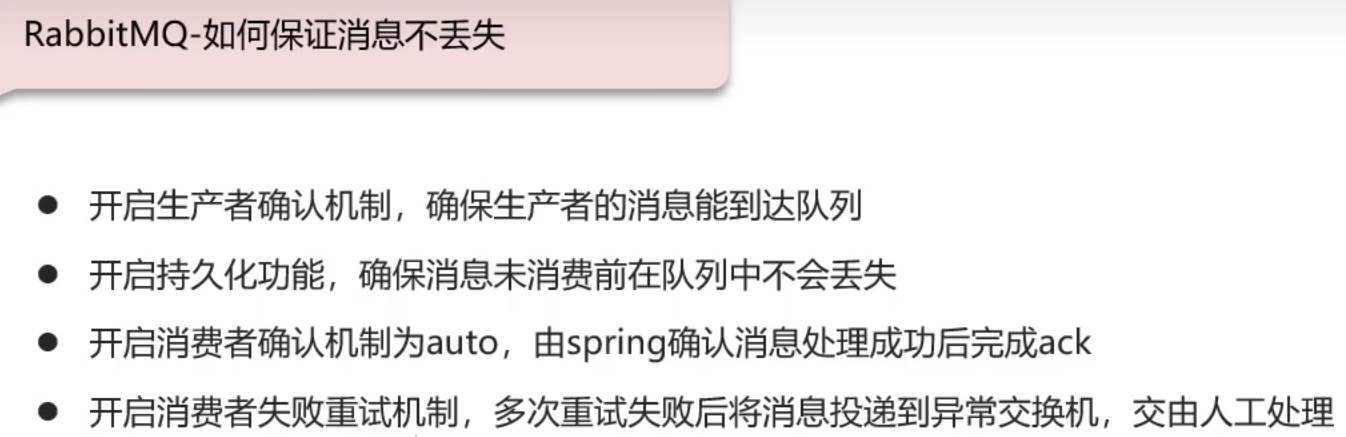 RabbitMQ-如何保证消息不丢失
● 开启生产者确认机制，确保生产者的消息能到达队列
● 开启持久化功能，确保消息未消费前在队列中不会丢失
● 开启消费者确认机制为auto，由spring确认消息处理成功后完成ack
● 开启消费者失败重试机制，多次重试失败后将消息投递到异常交换机，交由人工处理